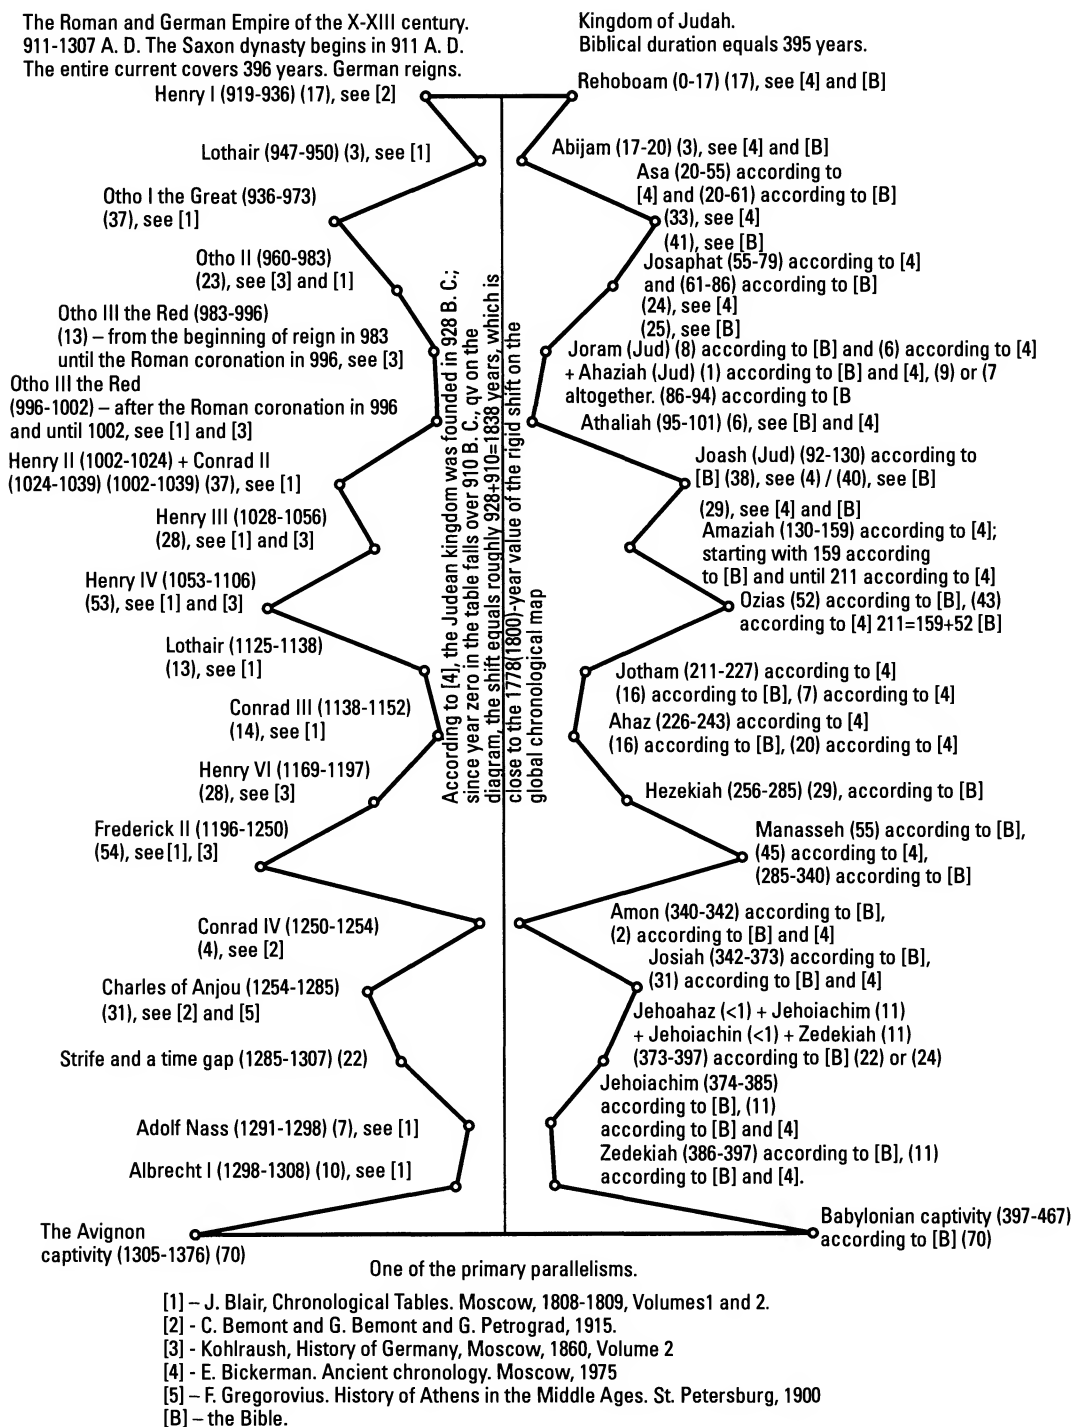 The Roman and German Empire of the X-XIII century.
911-1307 A. D. The Saxon dynasty begins in 911 A. D.
The entire current covers 396 years. German reigns.
Henry I (919-936) (17), see [2]
Lothair (947-950) (3), see [1]
Otho I the Great (936-973)
(37), see [1]
Otho II (960-983)
(23), see [3] and [1]
Otho III the Red (983-996)
(13) – from the beginning of reign in 983
until the Roman coronation in 996, see [3]
Otho III the Red
(996-1002) – after the Roman coronation in 996
and until 1002, see [1] and [3]
Henry II (1002-1024) + Conrad II
(1024-1039) (1002-1039) (37), see [1]
Henry III (1028-1056)
(28), see [1] and [3]
Henry IV (1053-1106)
(53), see [1] and [3]
Lothair (1125-1138)
(13), see [1]
Conrad III (1138-1152)
(14), see [1]
Henry VI (1169-1197)
(28), see [3]
Frederick II (1196-1250)
(54), see [1], [3]
Conrad IV (1250-1254)
(4), see [2]
Charles of Anjou (1254-1285)
(31), see [2] and [5]
Strife and a time gap (1285-1307) (22)
Adolf Nass (1291-1298) (7), see [1]
Albrecht I (1298-1308) (10), see [1]
The Avignon
captivity (1305-1376) (70)
According to [4], the Judean kingdom was founded in 928 B. C.;
since year zero in the table falls over 910 B. C., qv on the
diagram, the shift equals roughly 928+910=1838 years, which is
close to the 1778(1800)-year value of the rigid shift on the
global chronological map
Kingdom of Judah.
Biblical duration equals 395 years.
Rehoboam (0-17) (17), see [4] and [B]
Abijam (17-20) (3), see [4] and [B]
Asa (20-55) according to
[4] and (20-61) according to [B]
(33), see [4]
(41), see [B]
Josaphat (55-79) according to [4]
and (61-86) according to [B]
(24), see [4]
(25), see [B]
Joram (Jud) (8) according to [B] and (6) according to [4]
+ Ahaziah (Jud) (1) according to [B] and [4], (9) or (7
altogether. (86-94) according to [B
Athaliah (95-101) (6), see [B] and [4]
Joash (Jud) (92-130) according to
[B] (38), see (4) / (40), see [B]
(29), see [4] and [B]
Amaziah (130-159) according to [4];
starting with 159 according
to [B] and until 211 according to [4]
Ozias (52) according to [B], (43)
according to [4] 211=159+52 [B]
Jotham (211-227) according to [4]
(16) according to [B], (7) according to [4]
Ahaz (226-243) according to [4]
(16) according to [B], (20) according to [4]
Hezekiah (256-285) (29), according to [B]
Manasseh (55) according to [B],
(45) according to [4],
(285-340) according to [B]
Amon (340-342) according to [B],
(2) according to [B] and [4]
Josiah (342-373) according to [B],
(31) according to [B] and [4]
Jehoahaz (<1) + Jehoiachim (11)
+ Jehoiachin (<1) + Zedekiah (11)
(373-397) according to [B] (22) or (24)
Jehoiachim (374-385)
according to [B], (11)
according to [B] and [4]
Zedekiah (386-397) according to [B], (11)
according to [B] and [4].
Babylonian captivity (397-467)
according to [B] (70)
One of the primary parallelisms.
[1] – J. Blair, Chronological Tables. Moscow, 1808-1809, Volumes1 and 2.
[2] - C. Bemont and G. Bemont and G. Petrograd, 1915.
[3] - Kohlraush, History of Germany, Moscow, 1860, Volume 2
[4] - E. Bickerman. Ancient chronology. Moscow, 1975
[5] – F. Gregorovius. History of Athens in the Middle Ages. St. Petersburg, 1900
[B] – the Bible.